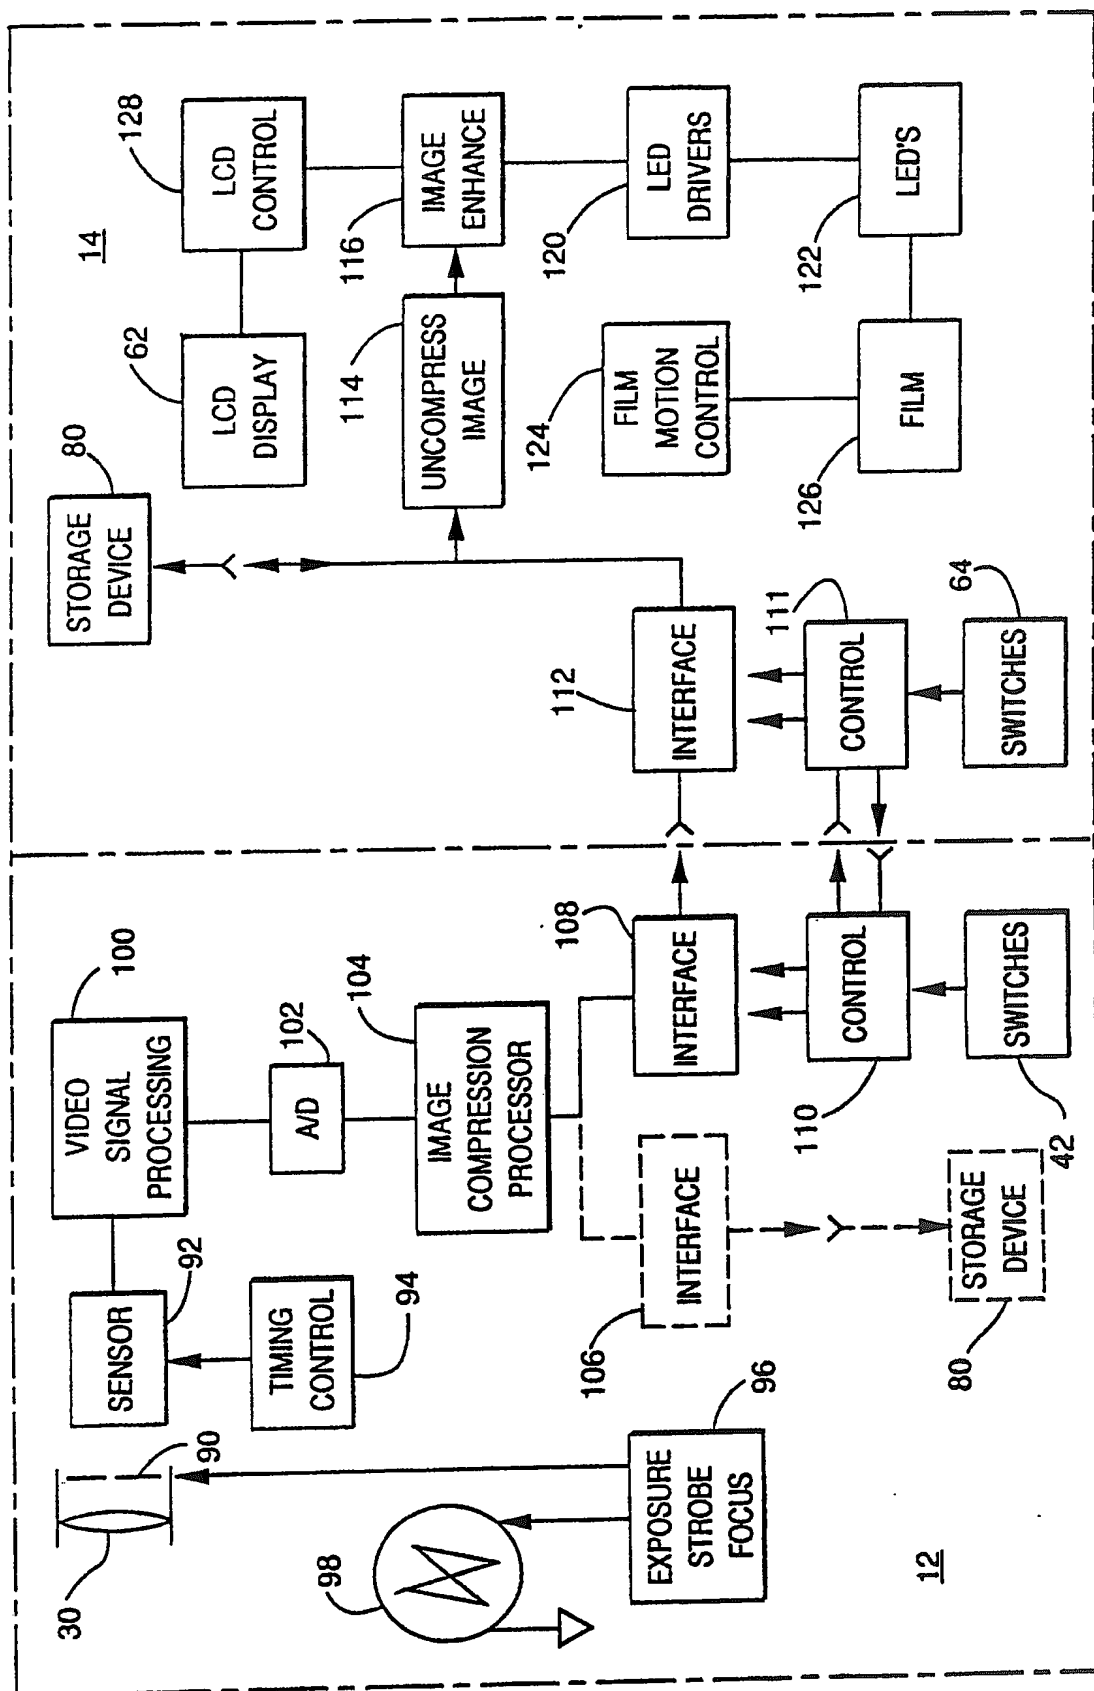 30
90
SENSOR
92
TIMING
CONTROL
94
98
EXPOSURE
STROBE
FOCUS
96
12
VIDEO
SIGNAL
PROCESSING
100
A/D
102
IMAGE
COMPRESSION
PROCESSOR
104
INTERFACE
106
STORAGE
DEVICE
80
INTERFACE
108
CONTROL
110
SWITCHES
42
14
STORAGE
DEVICE
80
LCD
DISPLAY
62
LCD
CONTROL
128
UNCOMPRESS
IMAGE
114
IMAGE
ENHANCE
116
INTERFACE
112
CONTROL
111
SWITCHES
64
FILM
MOTION
CONTROL
124
LED
DRIVERS
120
FILM
126
LED'S
122